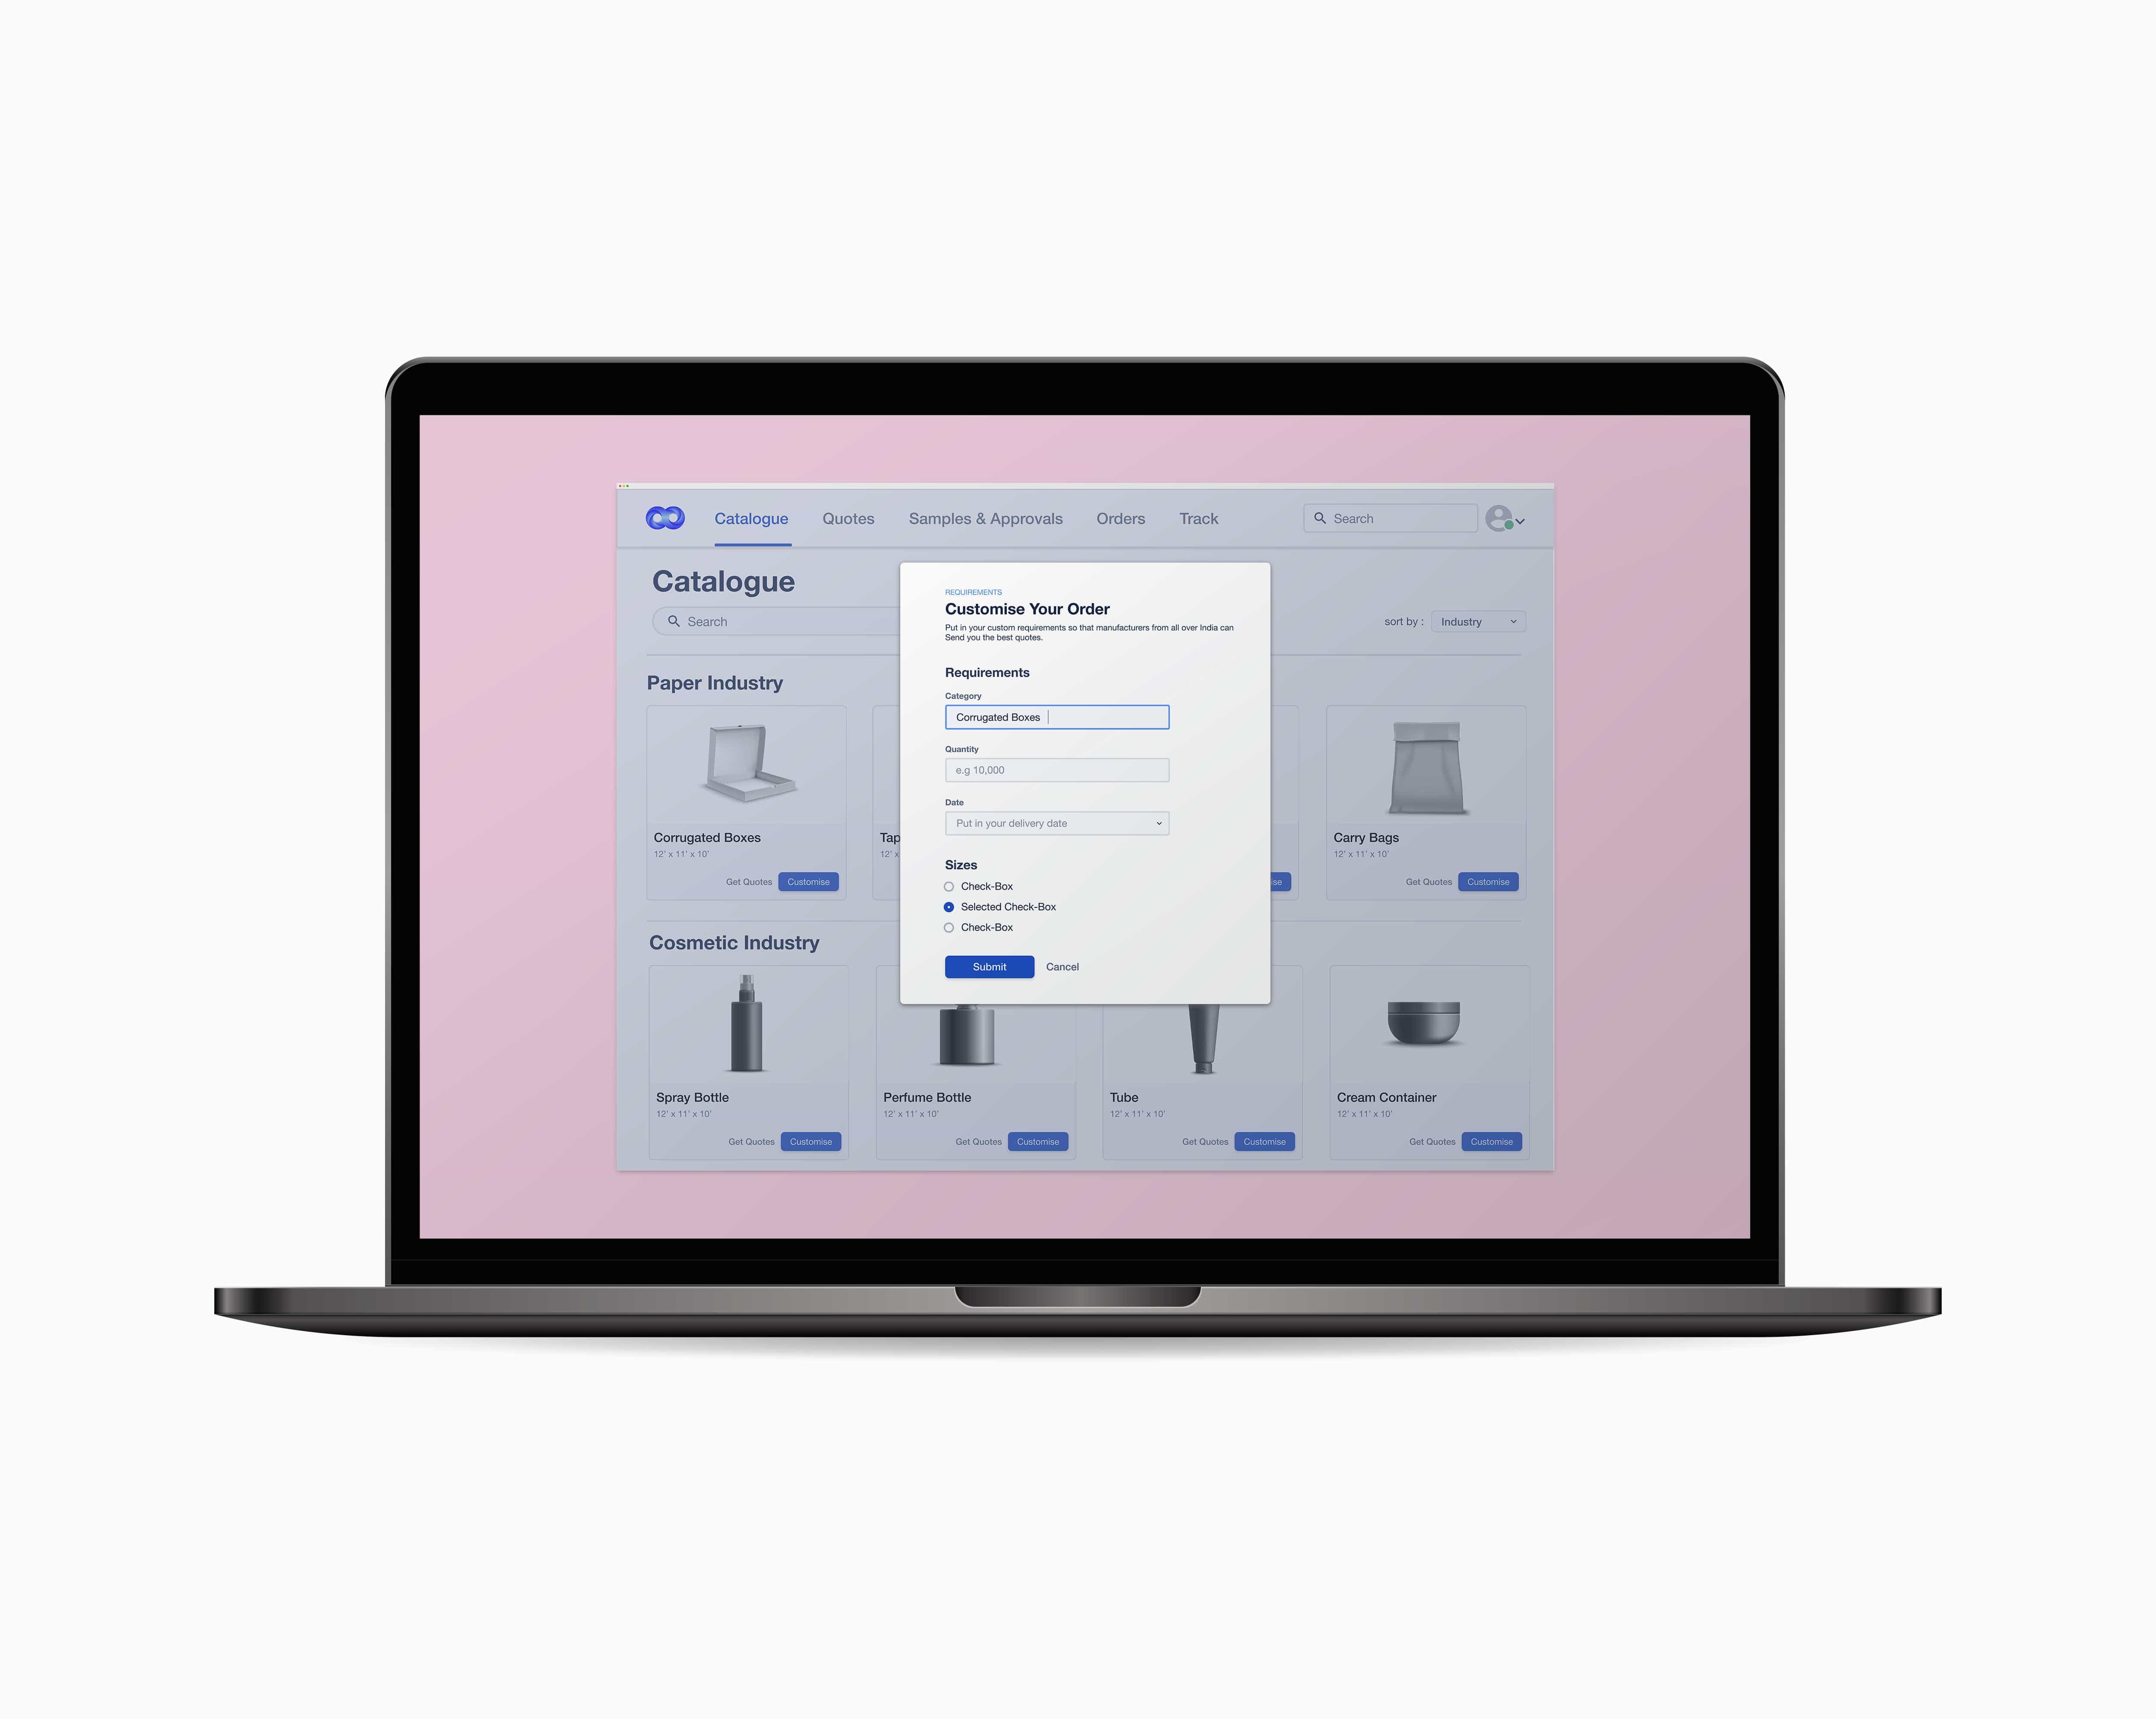 Catalogue Quotes Samples & Approvals Orders Track Search
Catalogue
Search
sort by : Industry
Paper Industry
Corrugated Boxes
12' x 11' x 10'
Get Quotes Customise
12' x
Carry Bags
12' x 11' x 10'
Get Quotes Customise
REQUIREMENTS
Customise Your Order
Put in your custom requirements so that manufacturers from all over India can
Send you the best quotes.
Requirements
Category
Corrugated Boxes
Quantity
e.g 10,000
Date
Put in your delivery date
Sizes
Check-Box
Selected Check-Box
Check-Box
Submit Cancel
Cosmetic Industry
Spray Bottle
12' x 11' x 10'
Get Quotes Customise
Perfume Bottle
12' x 11' x 10'
Get Quotes Customise
Tube
12' x 11' x 10'
Get Quotes Customise
Cream Container
12' x 11' x 10'
Get Quotes Customise